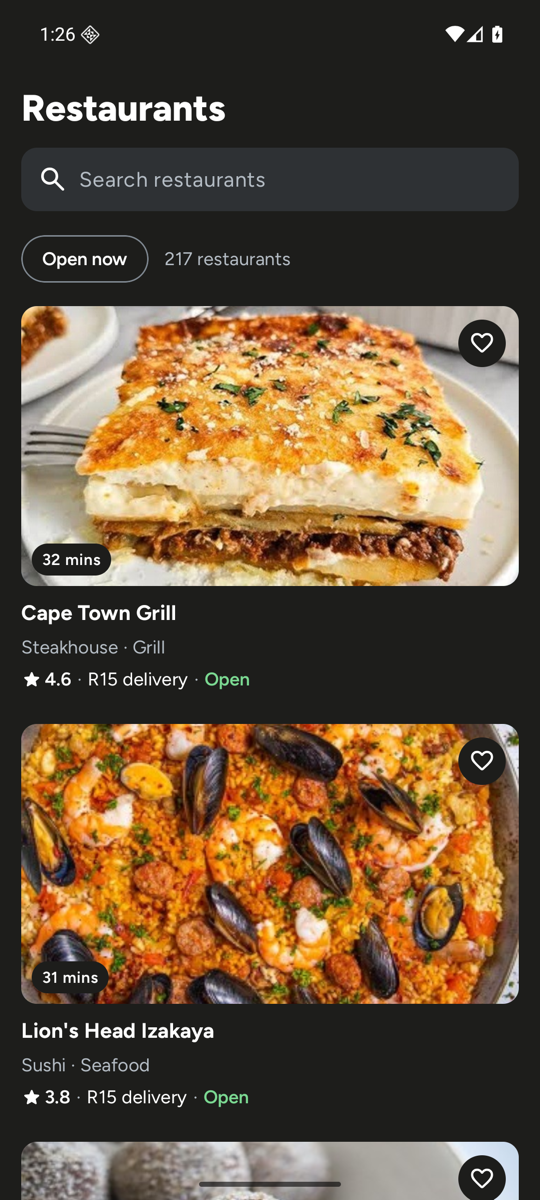 1:26
Restaurants
Search restaurants
Open now
217 restaurants
32 mins
Cape Town Grill
Steakhouse · Grill
4.6 · R15 delivery · Open
31 mins
Lion's Head Izakaya
Sushi · Seafood
3.8 · R15 delivery · Open